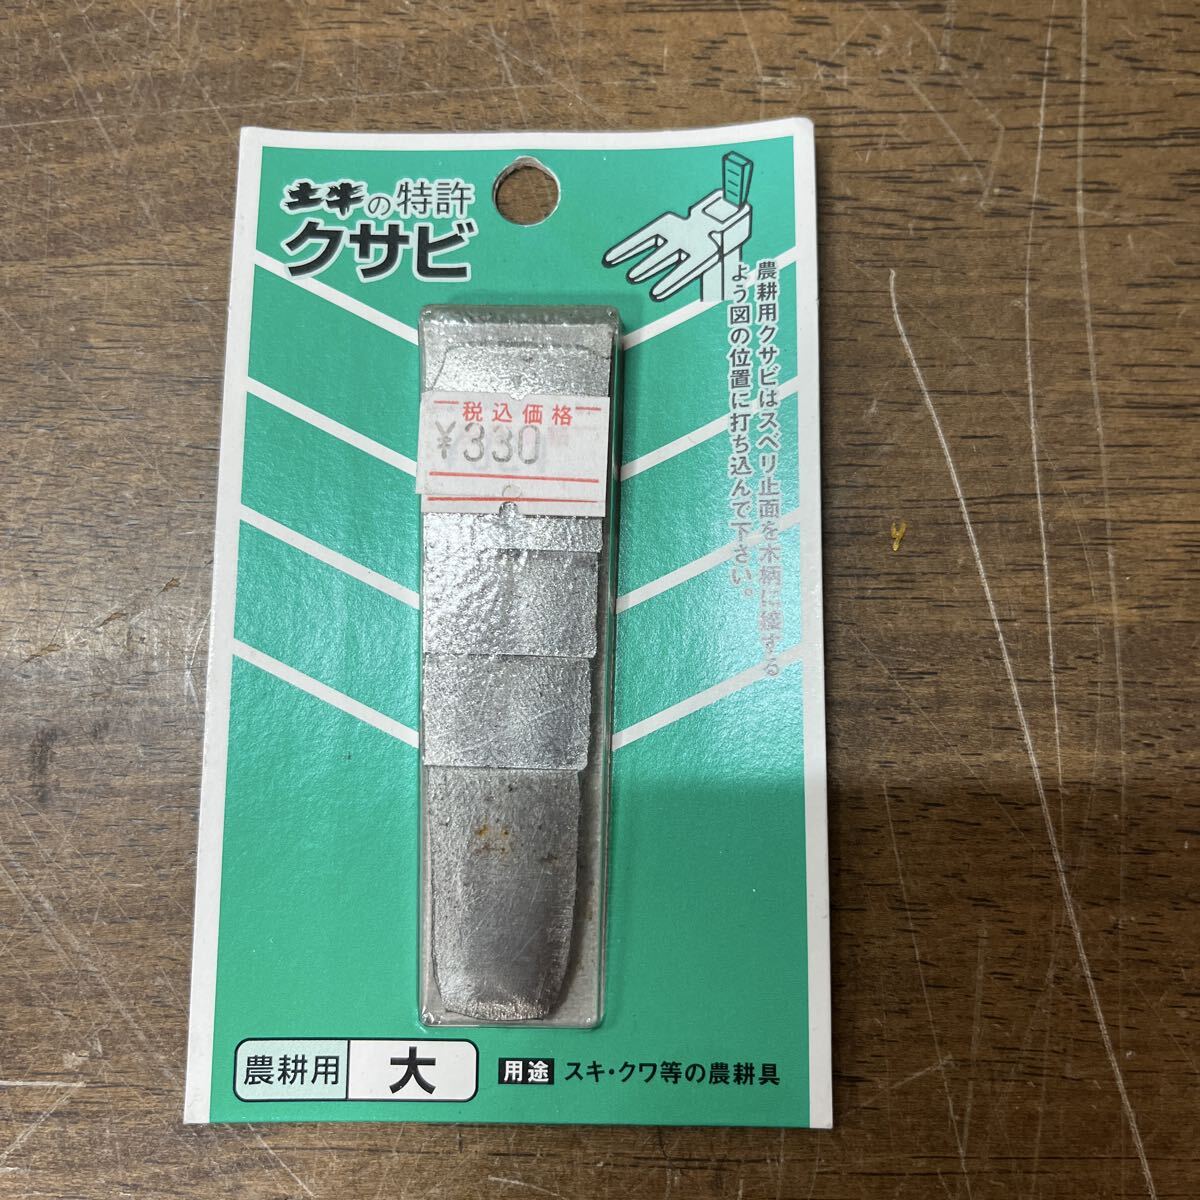 土牛の特許
クサビ
農耕用クサビはスベリ止面を木柄に接する
よう図の位置に打ち込んで下さい。
税込価格
¥330
農耕用 大
用途 スキ・クワ等の農耕具